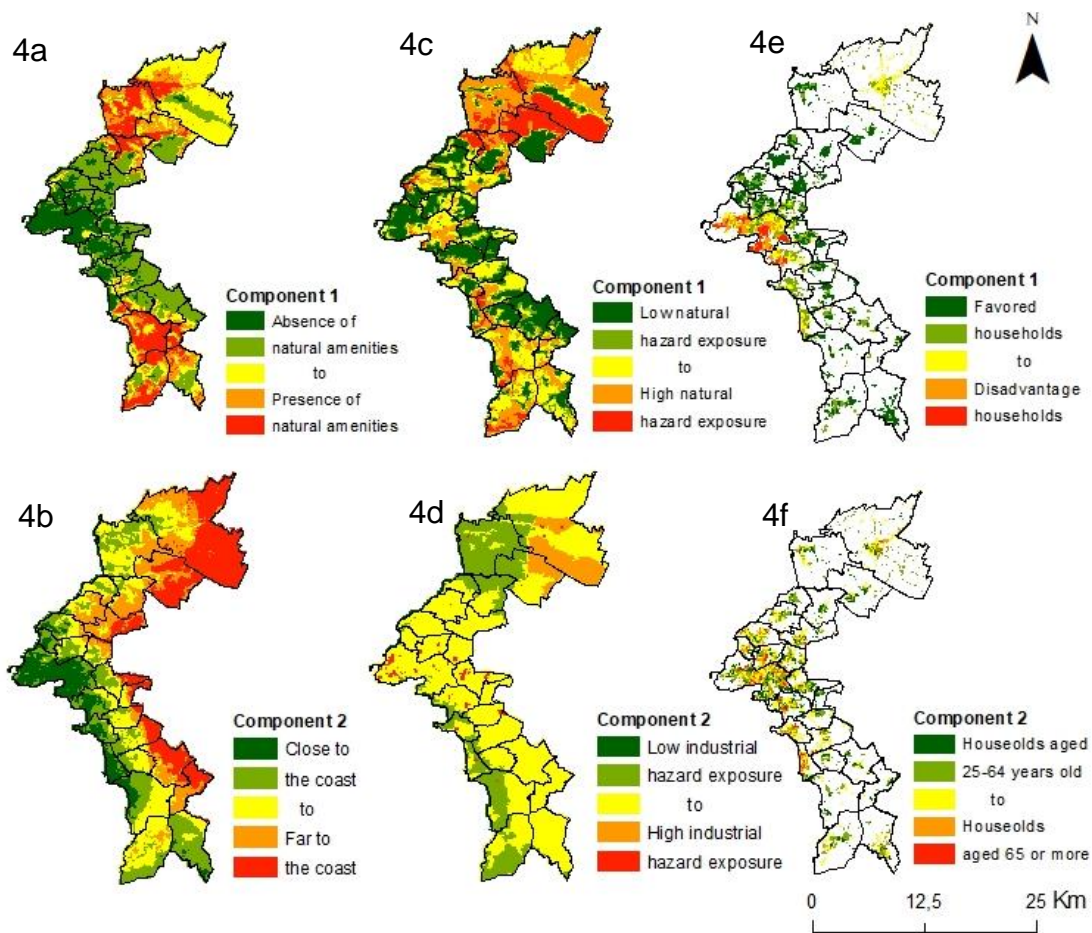 4a
4c
4e
N
Component 1
Absence of
natural amenities
to
Presence of
natural amenities
Component 1
Low natural
hazard exposure
to
High natural
hazard exposure
Component 1
Favored
households
to
Disadvantage
households
4b
4d
4f
Component 2
Close to
the coast
to
Far to
the coast
Component 2
Low industrial
hazard exposure
to
High industrial
hazard exposure
Component 2
Houseolds aged
25-64 years old
to
Houseolds
aged 65 or more
0 12,5 25 Km